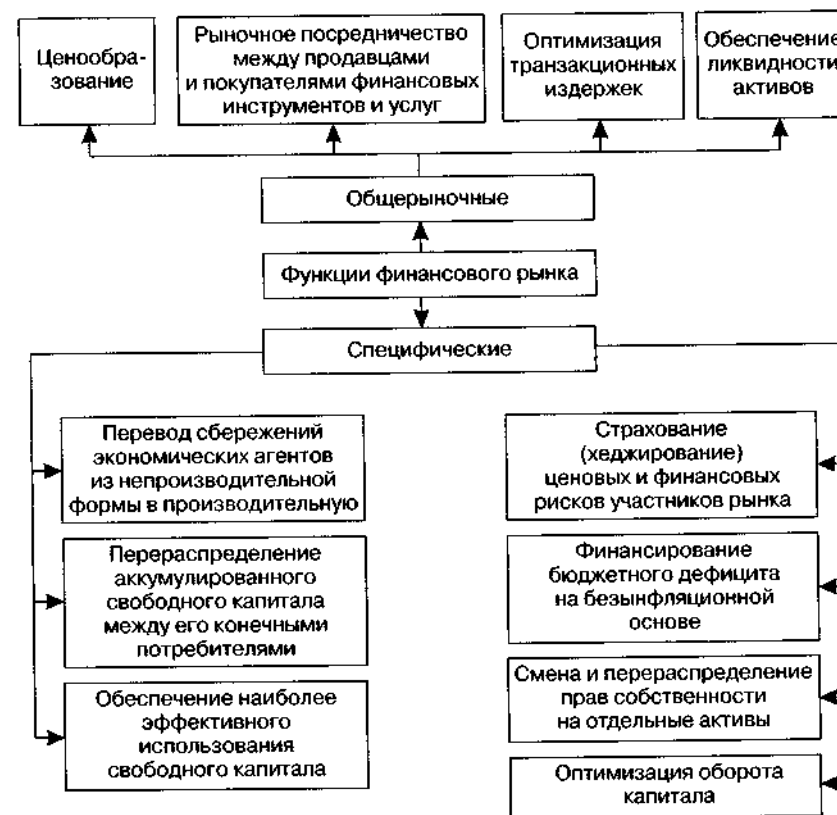 Ценообра-
зование
Рыночное посредничество
между продавцами
и покупателями финансовых
инструментов и услуг
Оптимизация
транзакционных
издержек
Обеспечение
ликвидности
активов
Общерыночные
Функции финансового рынка
Специфические
Перевод сбережений
экономических агентов
из непроизводительной
формы в производительную
Перераспределение
аккумулированного
свободного капитала
между его конечными
потребителями
Обеспечение наиболее
эффективного
использования
свободного капитала
Страхование
(хеджирование)
ценовых и финансовых
рисков участников рынка
Финансирование
бюджетного дефицита
на безынфляционной
основе
Смена и перераспределение
прав собственности
на отдельные активы
Оптимизация оборота
капитала